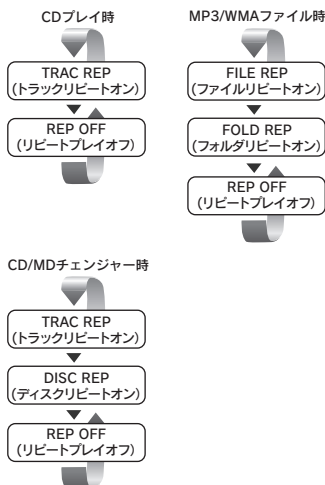 CDプレイ時
TRAC REP
(トラックリピートオン)
REP OFF
(リピートプレイオフ)
MP3/WMAファイル時
FILE REP
(ファイルリピートオン)
FOLD REP
(フォルダリピートオン)
REP OFF
(リピートプレイオフ)
CD/MDチェンジャー時
TRAC REP
(トラックリピートオン)
DISC REP
(ディスクリピートオン)
REP OFF
(リピートプレイオフ)